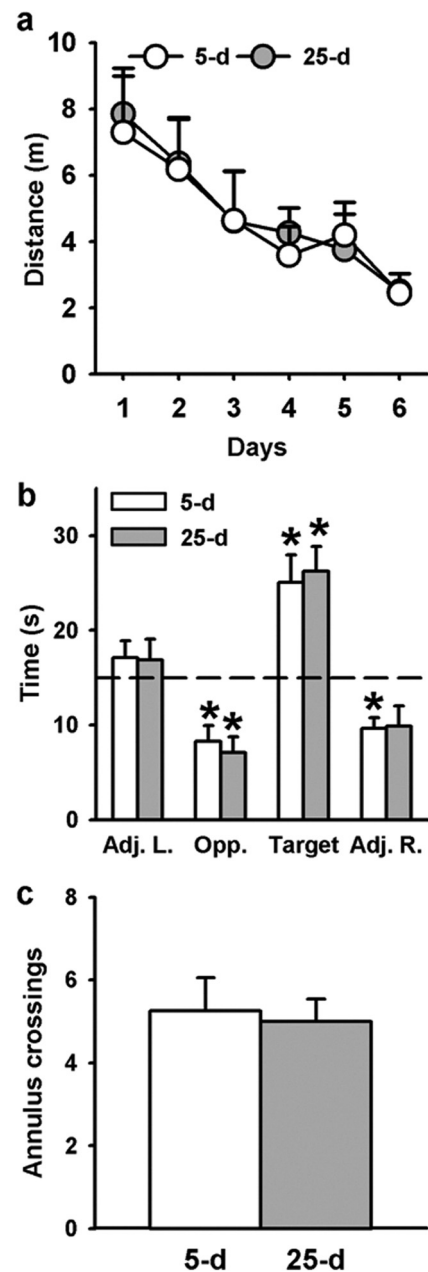 a
10
5-d 25-d
8
6
4
2
0
Distance (m)
1 2 3 4 5 6
Days
b
5-d
25-d
30
20
10
0
Time (s)
* *
* *
*
Adj. L. Opp. Target Adj. R.
c
8
6
4
2
0
Annulus crossings
5-d 25-d